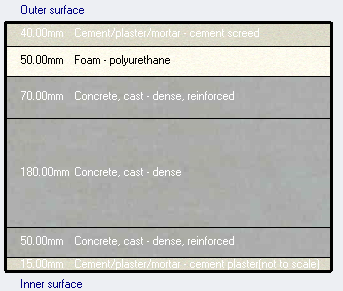 Outer surface
40.00mm Cement/plaster/mortar - cement screed
50.00mm Foam - polyurethane
70.00mm Concrete, cast - dense, reinforced
180.00mm Concrete, cast - dense
50.00mm Concrete, cast - dense, reinforced
15.00mm Cement/plaster/mortar - cement plaster(not to scale)
Inner surface